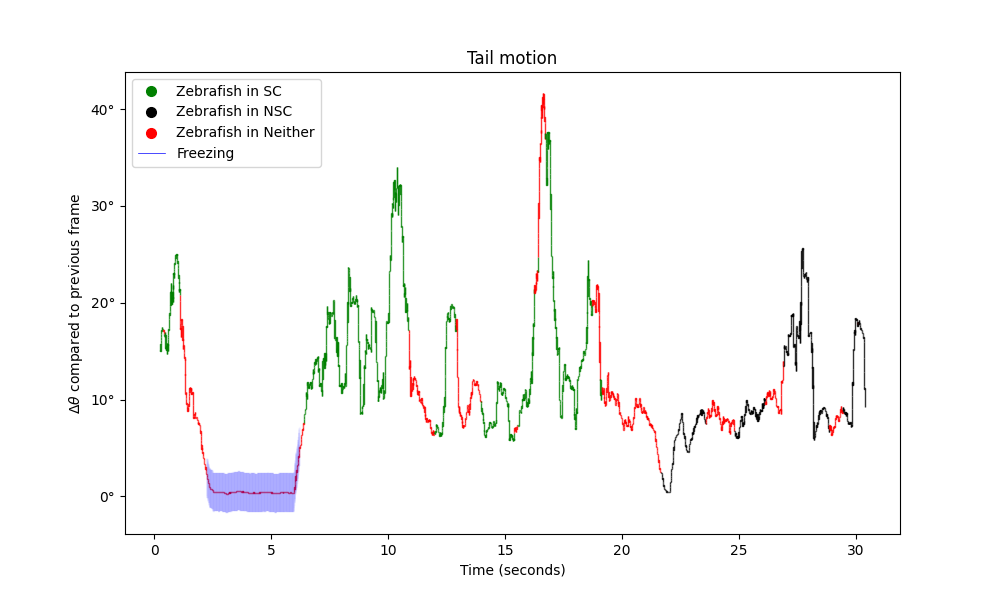 Tail motion
Zebrafish in SC
Zebrafish in NSC
Zebrafish in Neither
Freezing
40°
30°
20°
10°
0°
Δθ compared to previous frame
0 5 10 15 20 25 30
Time (seconds)